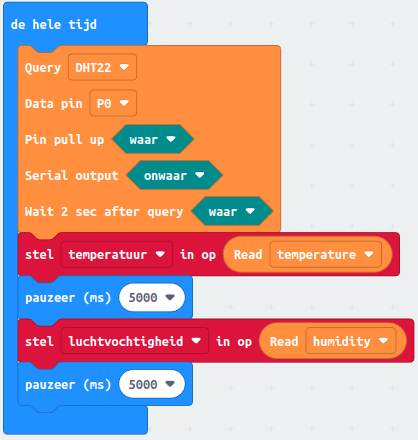 de hele tijd
Query DHT22
Data pin P0
Pin pull up waar
Serial output onwaar
Wait 2 sec after query waar
stel temperatuur in op Read temperature
pauzeer (ms) 5000
stel luchtvochtigheid in op Read humidity
pauzeer (ms) 5000